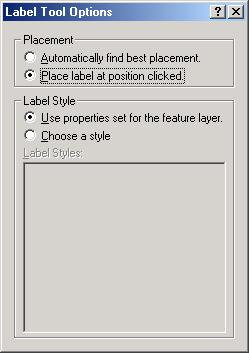 Label Tool Options
Placement
Automatically find best placement.
Place label at position clicked.
Label Style
Use properties set for the feature layer.
Choose a style
Label Styles: